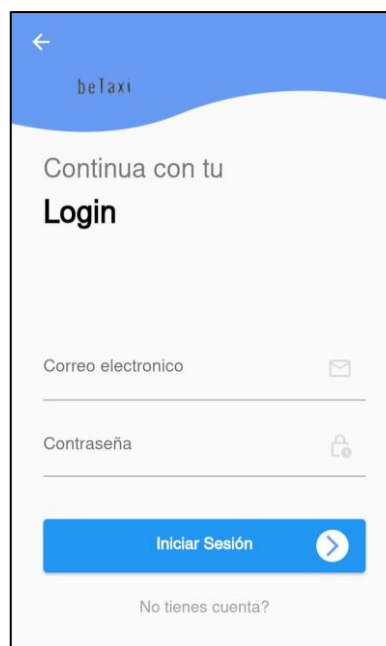 beTaxi
Continua con tu
Login
Correo electronico
Contraseña
Iniciar Sesión
No tienes cuenta?